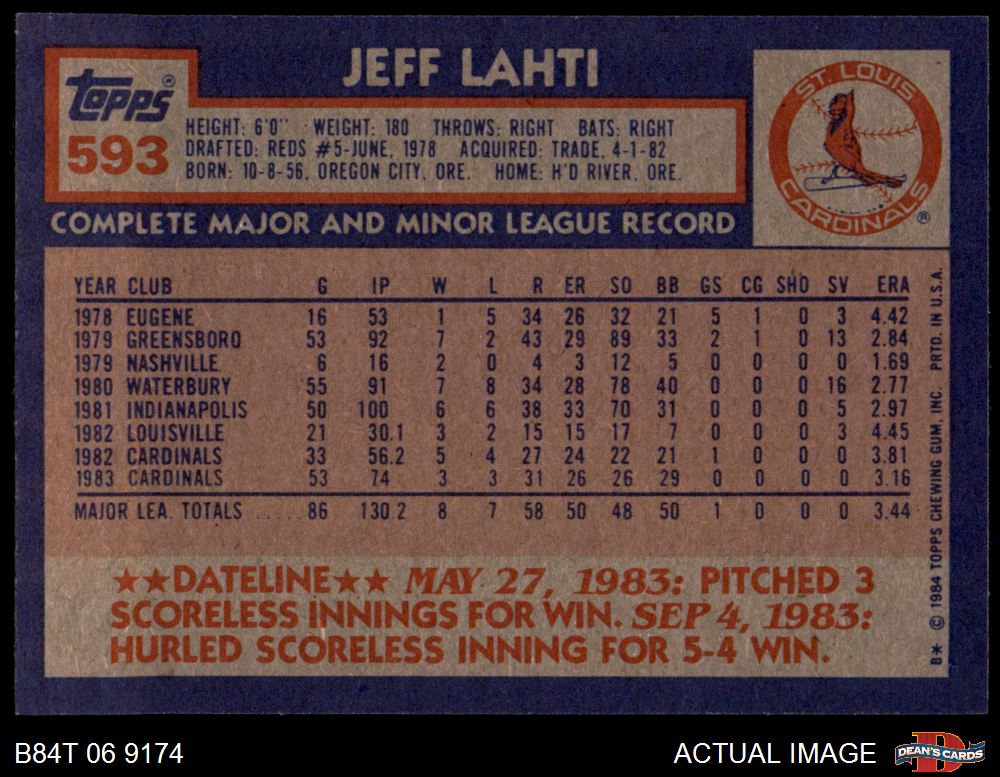 JEFF LAHTI
Topps®
593
HEIGHT: 6'0" WEIGHT: 180 THROWS: RIGHT BATS: RIGHT
DRAFTED: REDS #5-JUNE, 1978 ACQUIRED: TRADE, 4-1-82
BORN: 10-8-56, OREGON CITY, ORE. HOME: H'D RIVER, ORE.
ST. LOUIS
CARDINALS®
COMPLETE MAJOR AND MINOR LEAGUE RECORD
YEAR CLUB G IP W L R ER SO BB GS CG SHO SV ERA
1978 EUGENE 16 53 1 5 34 26 32 21 5 1 0 3 4.42
1979 GREENSBORO 53 92 7 2 43 29 89 33 2 1 0 13 2.84
1979 NASHVILLE 6 16 2 0 4 3 12 5 0 0 0 0 1.69
1980 WATERBURY 55 91 7 8 34 28 78 40 0 0 0 16 2.77
1981 INDIANAPOLIS 50 100 6 6 38 33 70 31 0 0 0 5 2.97
1982 LOUISVILLE 21 30.1 3 2 15 15 17 7 0 0 0 3 4.45
1982 CARDINALS 33 56.2 5 4 27 24 22 21 1 0 0 0 3.81
1983 CARDINALS 53 74 3 3 31 26 26 29 0 0 0 0 3.16
MAJOR LEA. TOTALS ..... 86 130.2 8 7 58 50 48 50 1 0 0 0 3.44
★★DATELINE★★ MAY 27, 1983: PITCHED 3
SCORELESS INNINGS FOR WIN. SEP 4, 1983:
HURLED SCORELESS INNING FOR 5-4 WIN.
B* © 1984 TOPPS CHEWING GUM, INC. PRTD. IN U.S.A.
B84T 06 9174
ACTUAL IMAGE
DEAN'S CARDS